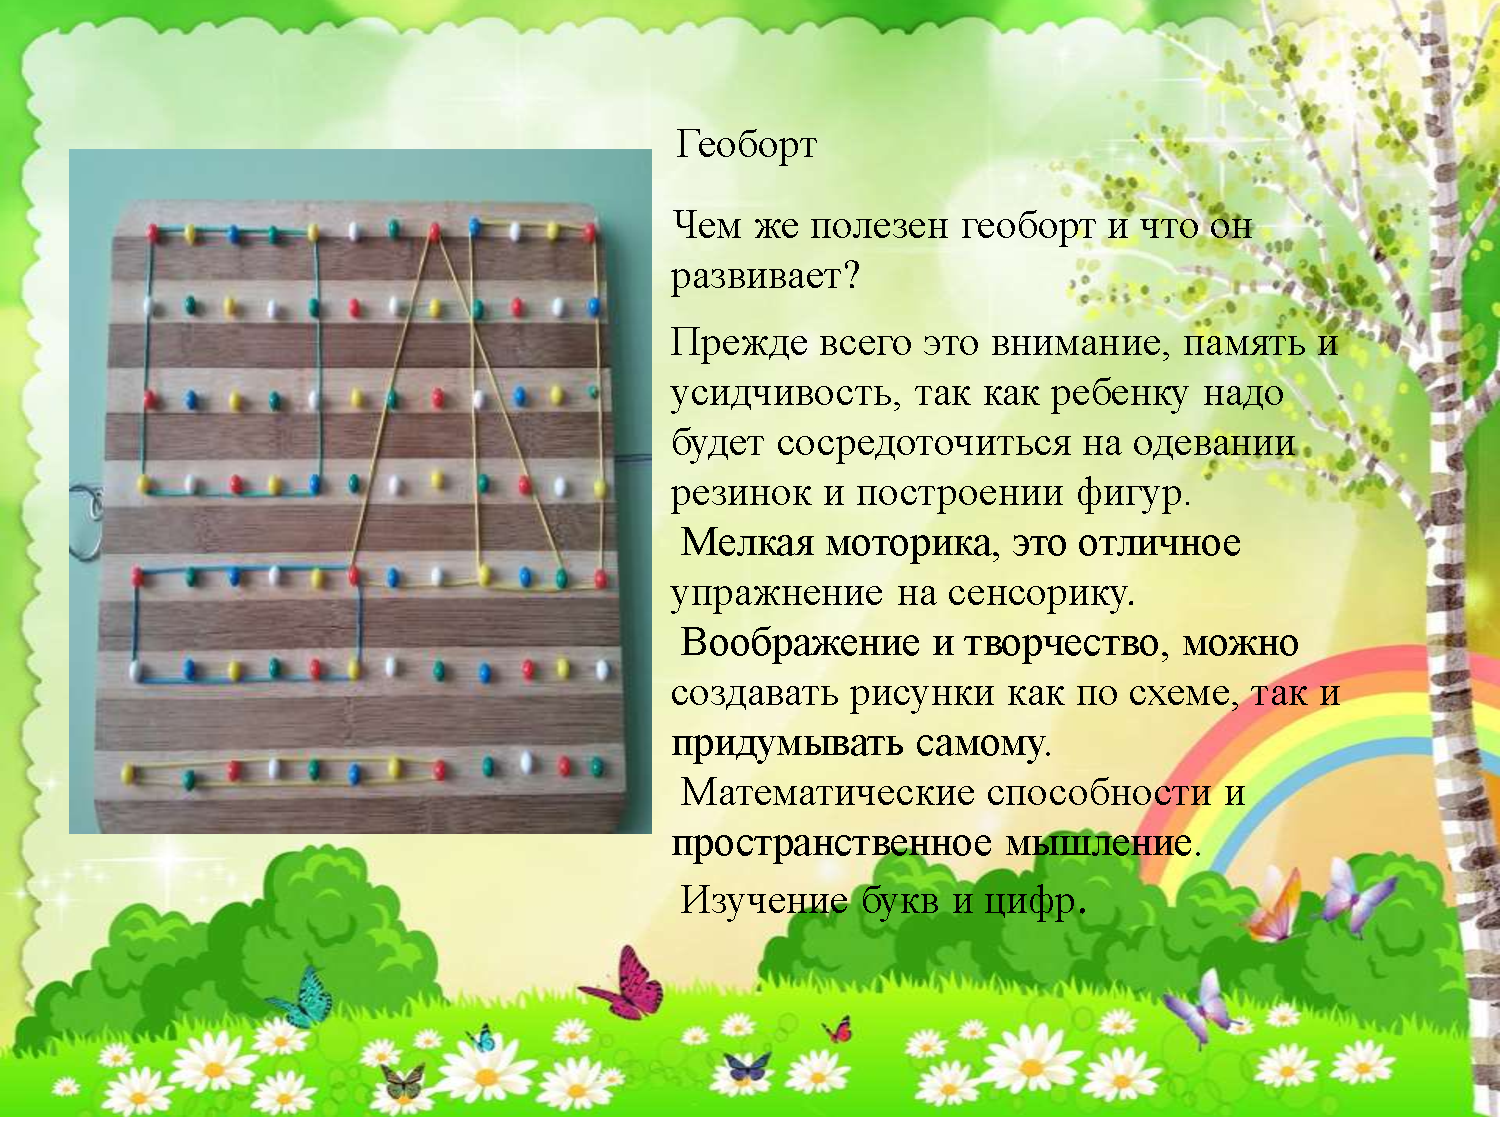 Геоборт
Чем же полезен геоборт и что он
развивает?
Прежде всего это внимание, память и
усидчивость, так как ребенку надо
будет сосредоточиться на одевании
резинок и построении фигур.
Мелкая моторика, это отличное
упражнение на сенсорику.
Воображение и творчество, можно
создавать рисунки как по схеме, так и
придумывать самому.
Математические способности и
пространственное мышление.
Изучение букв и цифр.